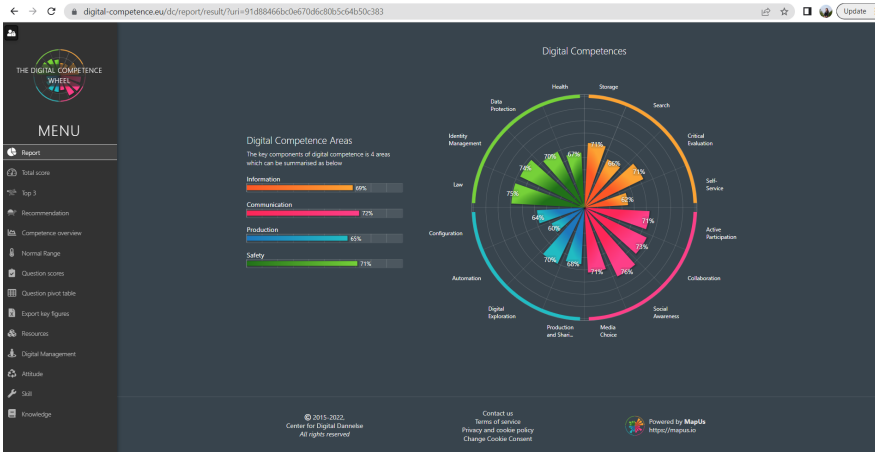 digital-competence.eu/dc/report/result/?uri=91d88466bc0e670d6c80b5c64b50c383
Update
THE DIGITAL COMPETENCE
WHEEL
MENU
Report
Total score
Top 5
Recommendation
Competence overview
Normal Range
Question scores
Question pivot table
Export key figures
Resources
Digital Management
Attitude
Skill
Knowledge
Digital Competence Areas
The key components of digital competence is 4 areas
which can be summarised as below
Information
69%
Communication
72%
Production
65%
Safety
71%
Digital Competences
Health
Storage
Search
Critical
Evaluation
Self-
Service
Active
Participation
Collaboration
Social
Awareness
Media
Choice
Production
and Shari...
Digital
Exploration
Automation
Configuration
Law
Identity
Management
Data
Protection
67%
71%
66%
71%
62%
71%
73%
76%
71%
68%
70%
60%
64%
75%
74%
70%
© 2015-2022,
Center for Digital Dannelse
All rights reserved
Contact us
Terms of service
Privacy and cookie policy
Change Cookie Consent
Powered by MapUs
https://mapus.io